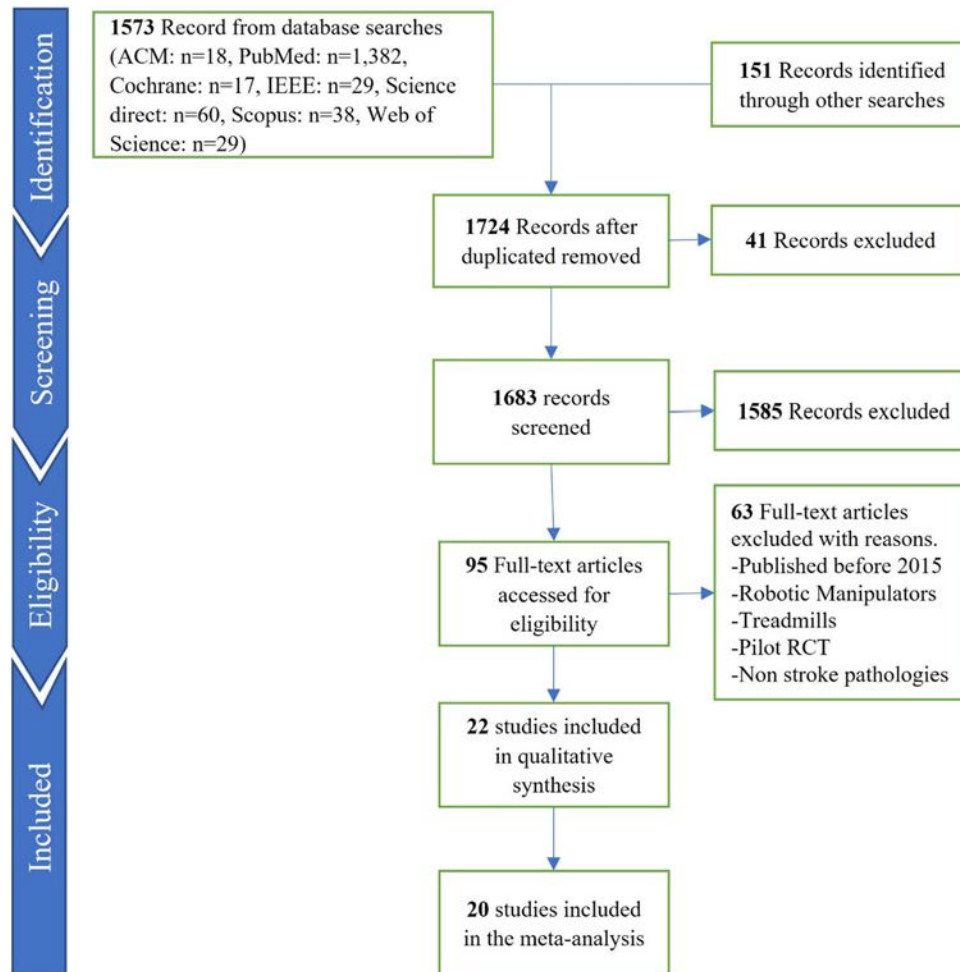 Identification
1573 Record from database searches
(ACM: n=18, PubMed: n=1,382,
Cochrane: n=17, IEEE: n=29, Science
direct: n=60, Scopus: n=38, Web of
Science: n=29)
151 Records identified
through other searches
1724 Records after
duplicated removed
41 Records excluded
Screening
1683 records
screened
1585 Records excluded
Eligibility
95 Full-text articles
accessed for
eligibility
63 Full-text articles
excluded with reasons.
-Published before 2015
-Robotic Manipulators
-Treadmills
-Pilot RCT
-Non stroke pathologies
Included
22 studies included
in qualitative
synthesis
20 studies included
in the meta-analysis